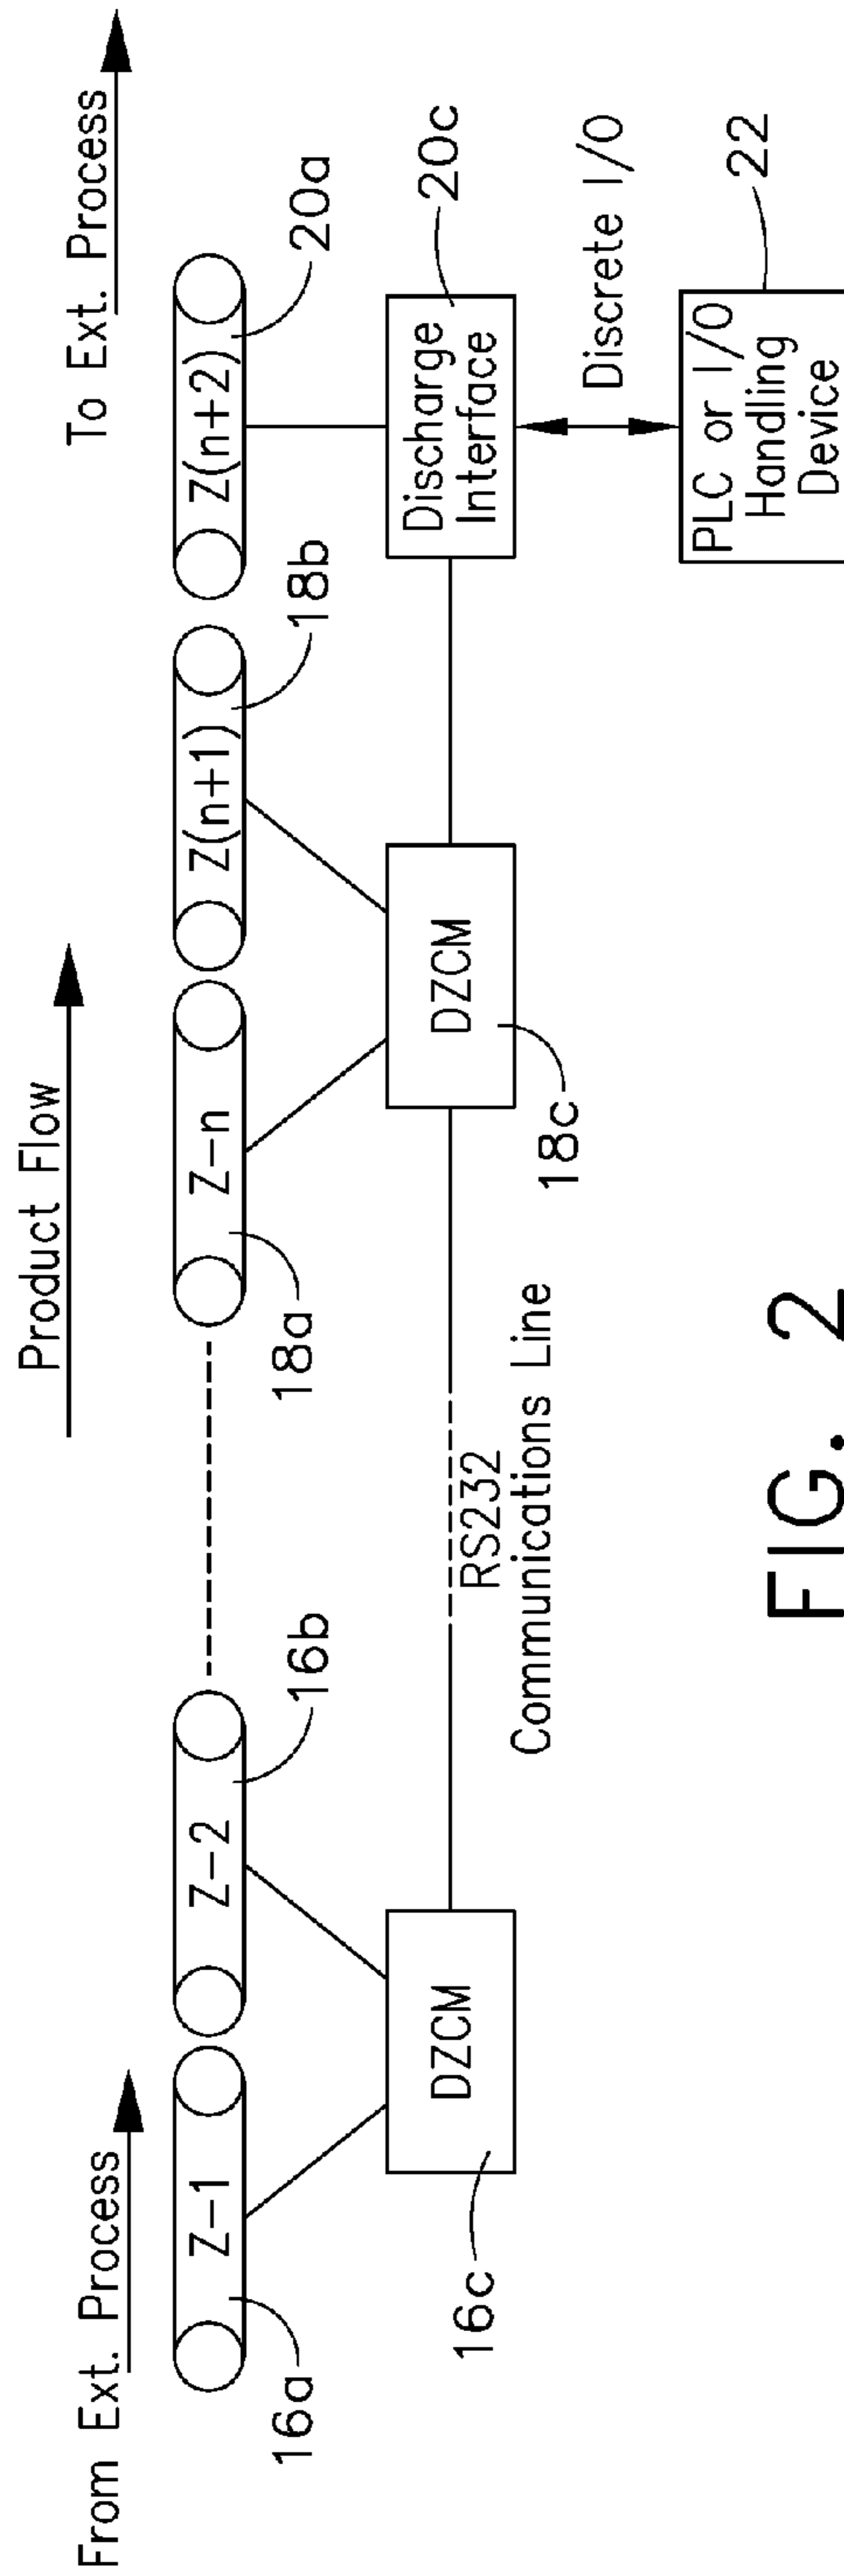 Product Flow
From Ext. Process
To Ext. Process
Z-1
Z-2
Z-n
Z(n+1)
Z(n+2)
16a
16b
18a
18b
20a
DZCM
DZCM
Discharge
Interface
16c
18c
20c
RS232
Communications Line
Discrete I/O
PLC or I/O
Handling
Device
22
FIG. 2